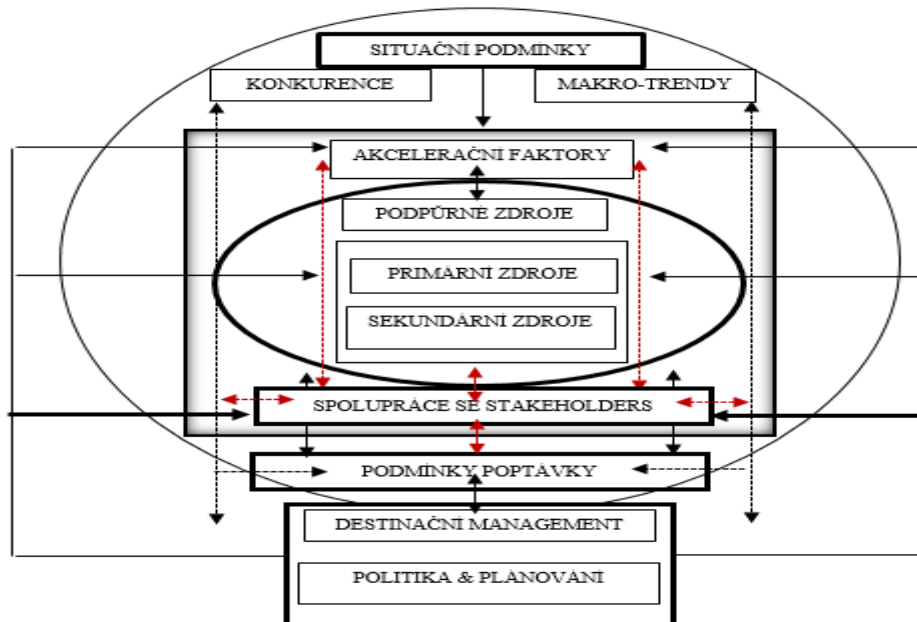 SITUAČNÍ PODMÍNKY
KONKURENCE
MAKRO-TRENDY
AKCELERAČNÍ FAKTORY
PODPŮRNÉ ZDROJE
PRIMÁRNÍ ZDROJE
SEKUNDÁRNÍ ZDROJE
SPOLUPRÁCE SE STAKEHOLDERS
PODMÍNKY POPTÁVKY
DESTINAČNÍ MANAGEMENT
POLITIKA & PLÁNOVÁNÍ